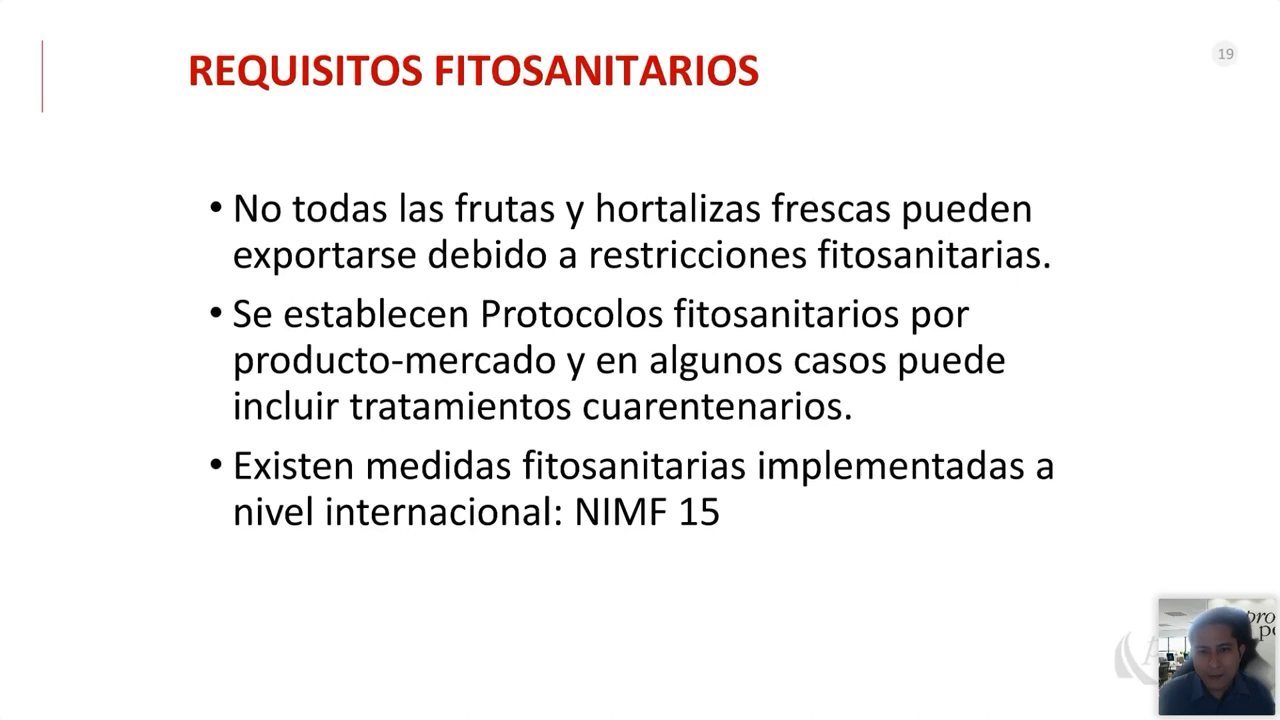 REQUISITOS FITOSANITARIOS
19
• No todas las frutas y hortalizas frescas pueden
exportarse debido a restricciones fitosanitarias.
• Se establecen Protocolos fitosanitarios por
producto-mercado y en algunos casos puede
incluir tratamientos cuarentenarios.
• Existen medidas fitosanitarias implementadas a
nivel internacional: NIMF 15